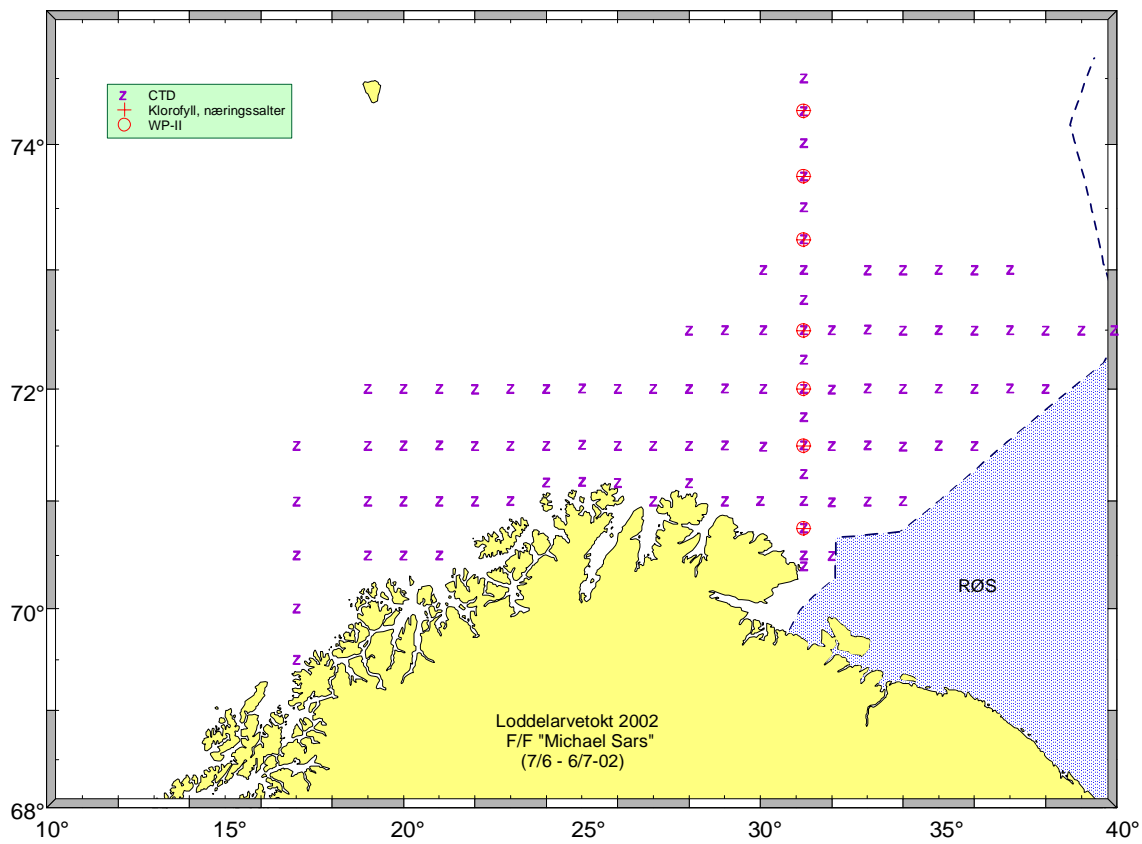 z CTD
Klorofyll, næringssalter
WP-II
74°
72°
RØS
70°
Loddelarvetokt 2002
F/F "Michael Sars"
(7/6 - 6/7-02)
68°
10° 15° 20° 25° 30° 35° 40°